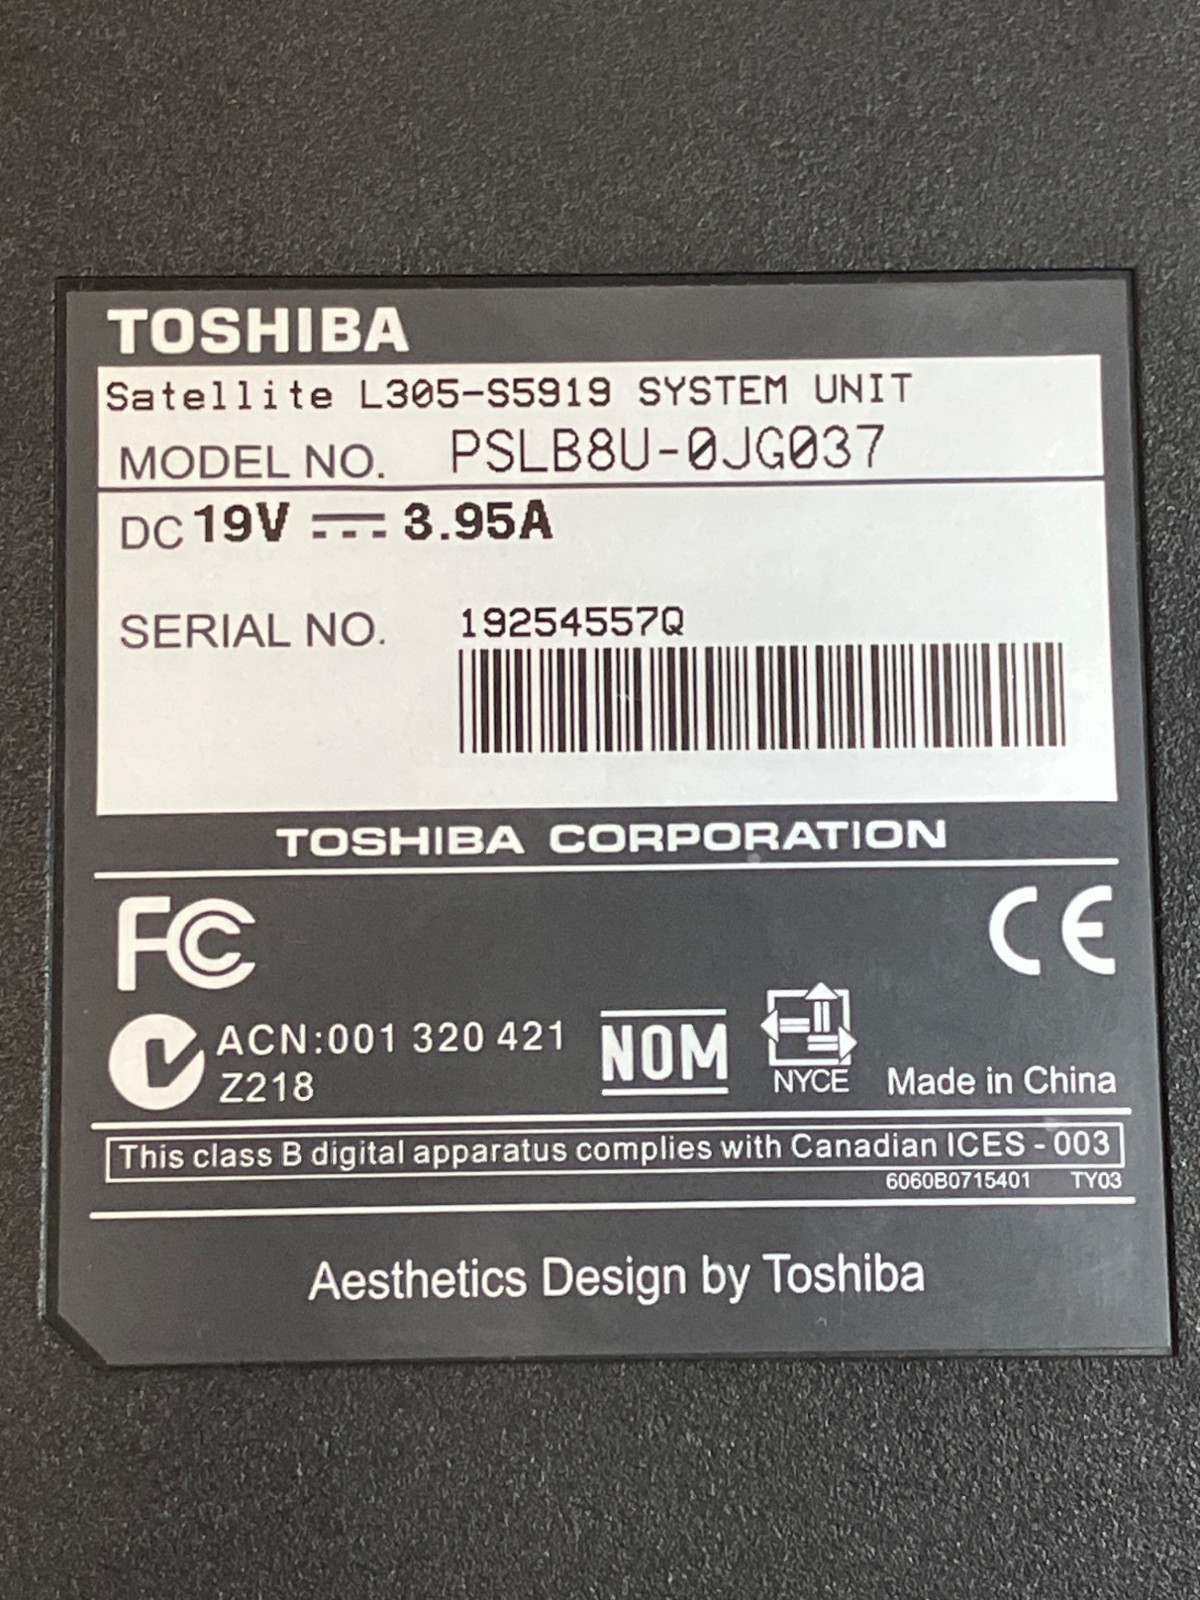 TOSHIBA
Satellite L305-S5919 SYSTEM UNIT
MODEL NO. PSLB8U-0JG037
DC 19V ⎓ 3.95A
SERIAL NO. 19254557Q
TOSHIBA CORPORATION
FC CE
ACN:001 320 421
Z218
NOM
NYCE
Made in China
This class B digital apparatus complies with Canadian ICES - 003
6060B0715401 TY03
Aesthetics Design by Toshiba